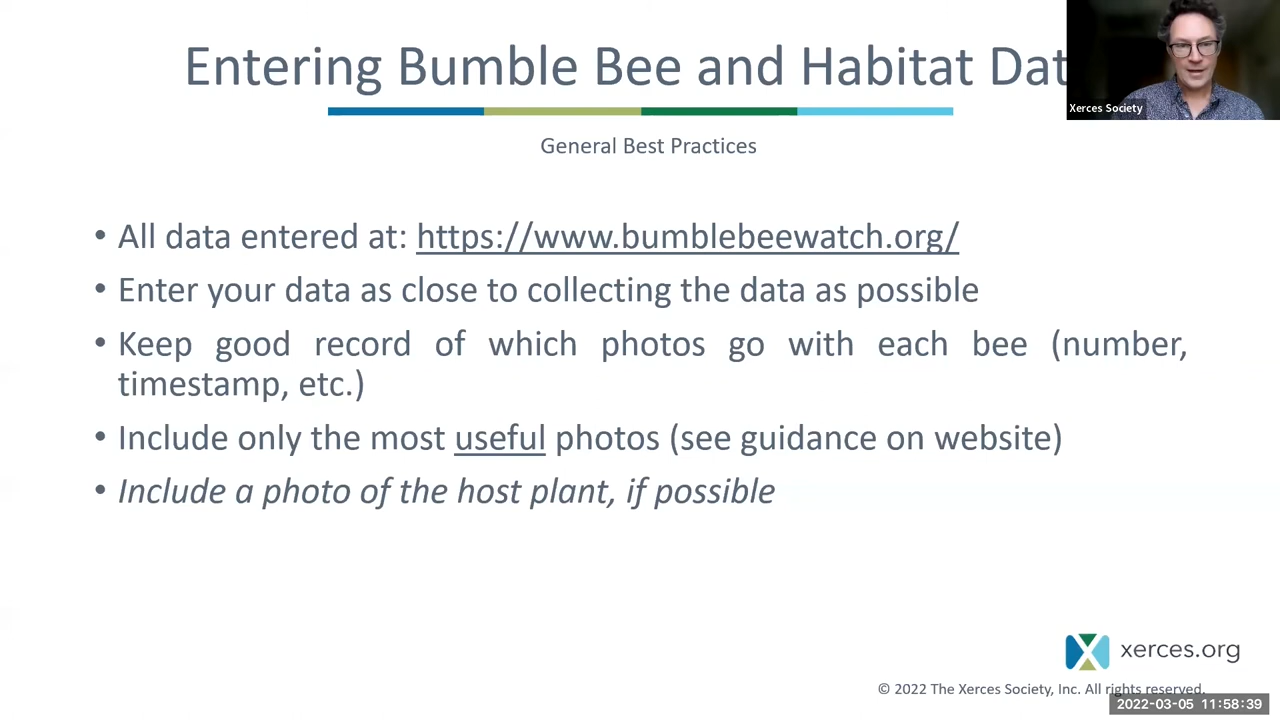 Entering Bumble Bee and Habitat Dat
Xerces Society
General Best Practices
• All data entered at: https://www.bumblebeewatch.org/
• Enter your data as close to collecting the data as possible
• Keep good record of which photos go with each bee (number,
timestamp, etc.)
• Include only the most useful photos (see guidance on website)
• Include a photo of the host plant, if possible
xerces.org
© 2022 The Xerces Society, Inc. All rights reserved.
2022-03-05 11:58:39